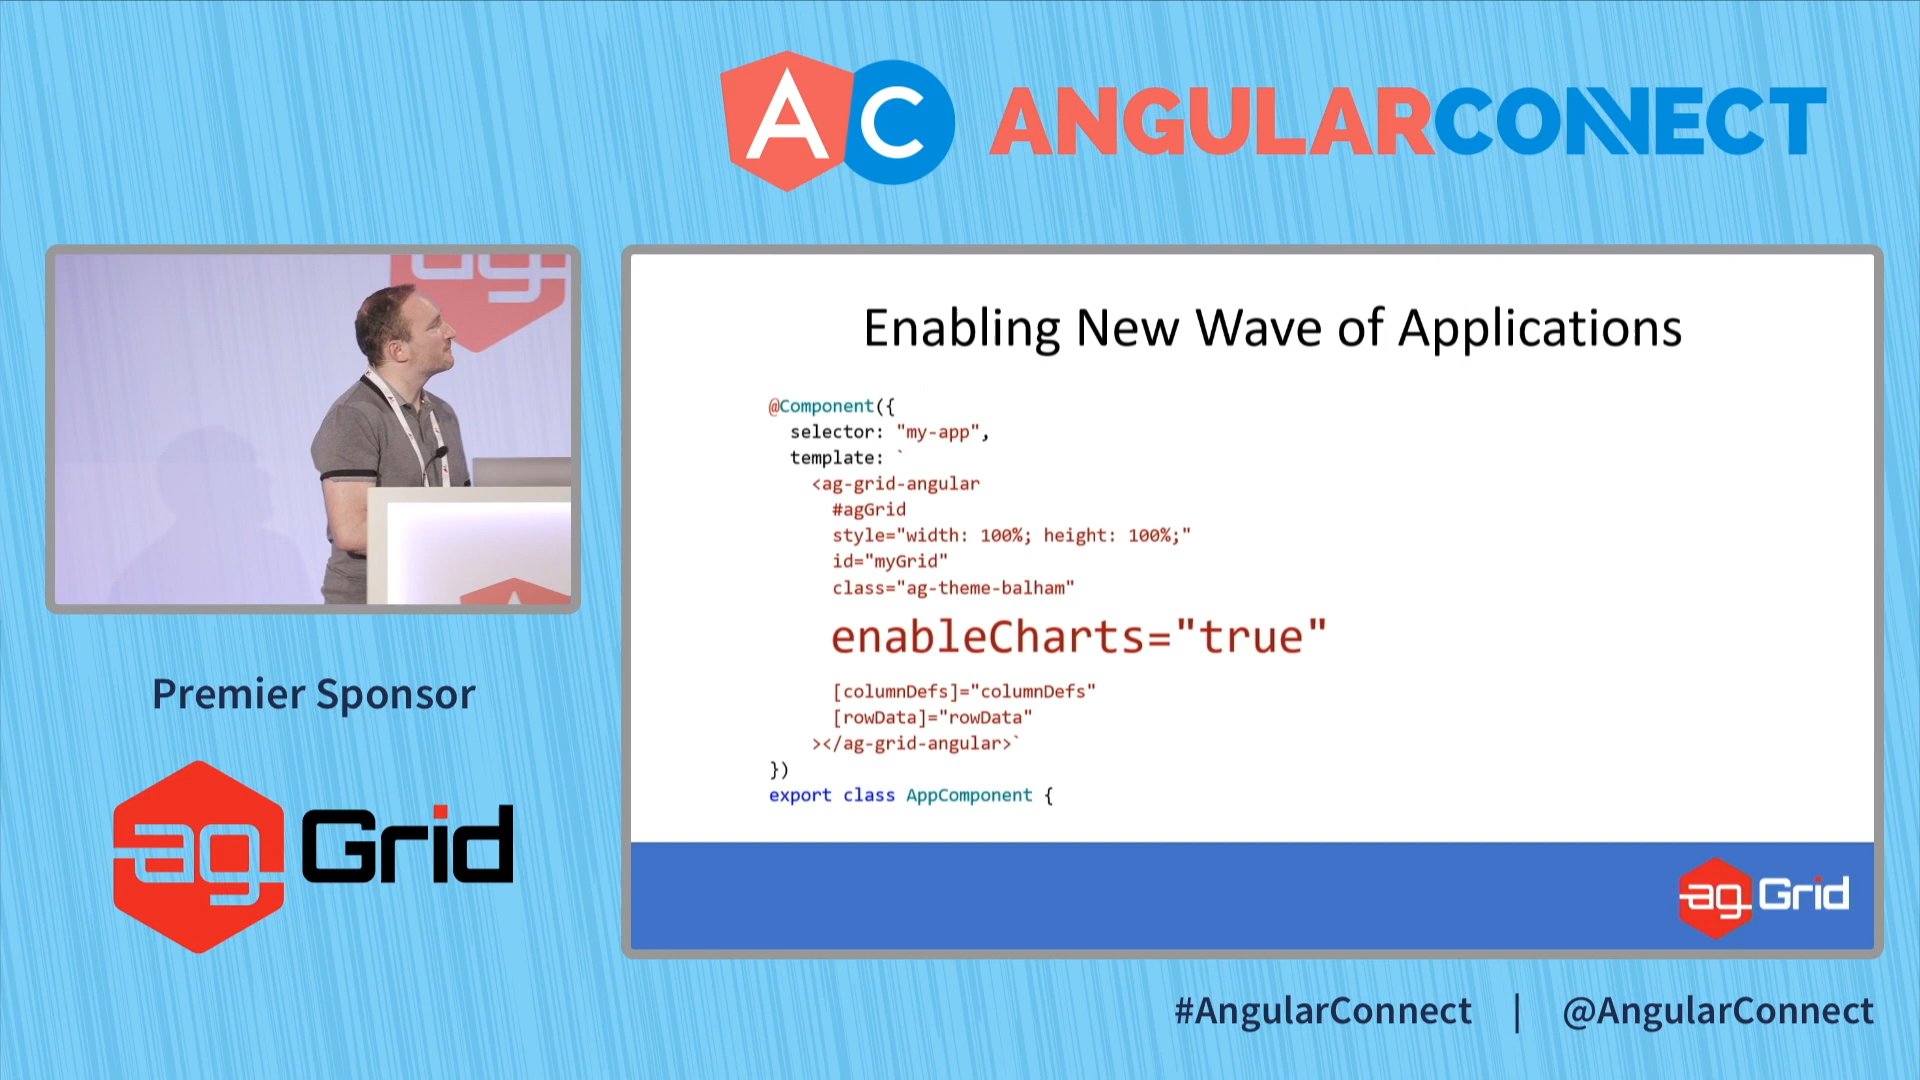 AC ANGULARCONNECT
ag
Enabling New Wave of Applications
@Component({
selector: "my-app",
template: `
<ag-grid-angular
#agGrid
style="width: 100%; height: 100%;"
id="myGrid"
class="ag-theme-balham"
enableCharts="true"
[columnDefs]="columnDefs"
[rowData]="rowData"
></ag-grid-angular>`
})
export class AppComponent {
ag Grid
Premier Sponsor
ag Grid
#AngularConnect | @AngularConnect